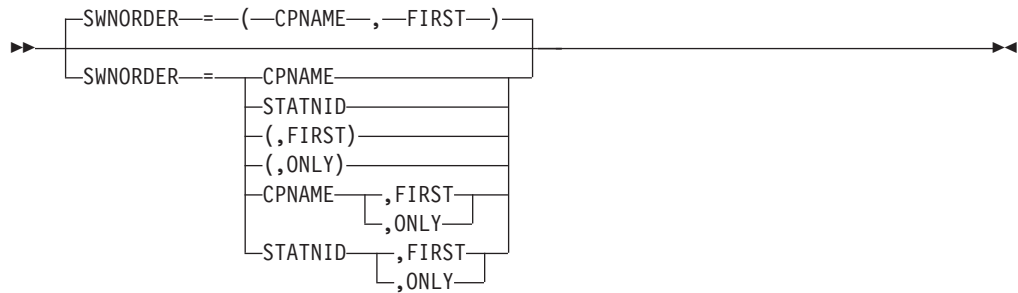 SWNORDER = ( CPNAME , FIRST )
SWNORDER = CPNAME
STATNID
(,FIRST)
(,ONLY)
CPNAME ,FIRST
,ONLY
STATNID ,FIRST
,ONLY